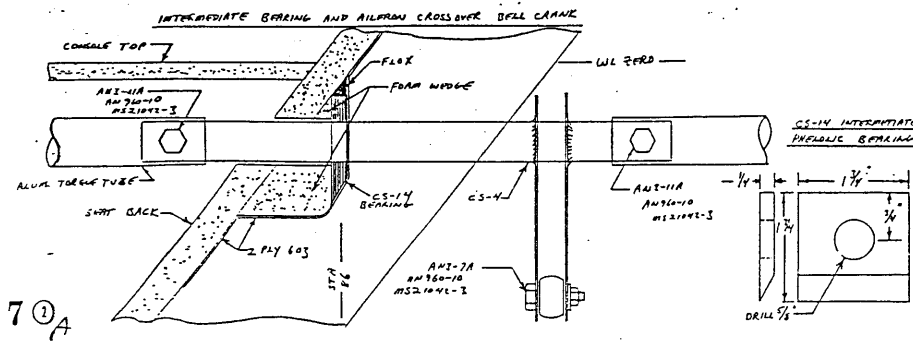 INTERMEDIATE BEARING AND AILERON CROSSOVER BELL CRANK
CONSOLE TOP
FLOX
WL ZERO
FOAM WEDGE
AN3-11A
AN960-10
MS21042-3
CS-14 INTERMEDIATE
PHENOLIC BEARING
1/4
1 3/4"
3/4"
1 3/4
ALUM TORQUE TUBE
CS-14
BEARING
CS-4
AN3-11A
AN960-10
MS21042-3
SEAT BACK
2 PLY 603
STA
86
AN3-7A
AN960-10
MS21042-3
DRILL 5/8"
7 ② A